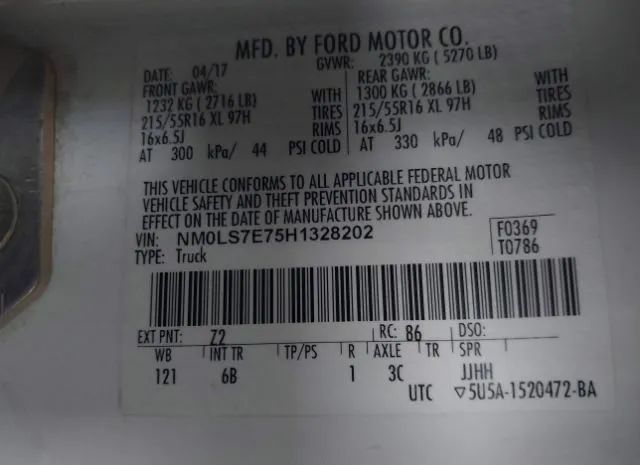 MFD. BY FORD MOTOR CO.
DATE: 04/17 GVWR: 2390 KG ( 5270 LB)
FRONT GAWR: REAR GAWR:
1232 KG ( 2716 LB) WITH 1300 KG ( 2866 LB) WITH
215/55R16 XL 97H TIRES 215/55R16 XL 97H TIRES
16x6.5J RIMS 16x6.5J RIMS
AT 300 kPa/ 44 PSI COLD AT 330 kPa/ 48 PSI COLD
THIS VEHICLE CONFORMS TO ALL APPLICABLE FEDERAL MOTOR
VEHICLE SAFETY AND THEFT PREVENTION STANDARDS IN
EFFECT ON THE DATE OF MANUFACTURE SHOWN ABOVE.
VIN: NM0LS7E75H1328202 F0369
TYPE: Truck T0786
EXT PNT: Z2 RC: 86 DSO:
WB INT TR TP/PS R AXLE TR SPR
121 6B 1 3C JJHH
UTC ▽5U5A-1520472-BA